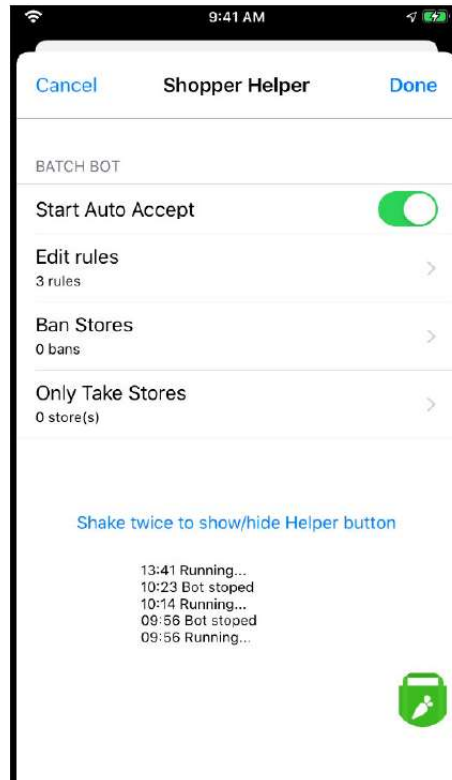 9:41 AM
Cancel
Shopper Helper
Done
BATCH BOT
Start Auto Accept
Edit rules
3 rules
Ban Stores
0 bans
Only Take Stores
0 store(s)
Shake twice to show/hide Helper button
13:41 Running...
10:23 Bot stoped
10:14 Running...
09:56 Bot stoped
09:56 Running...